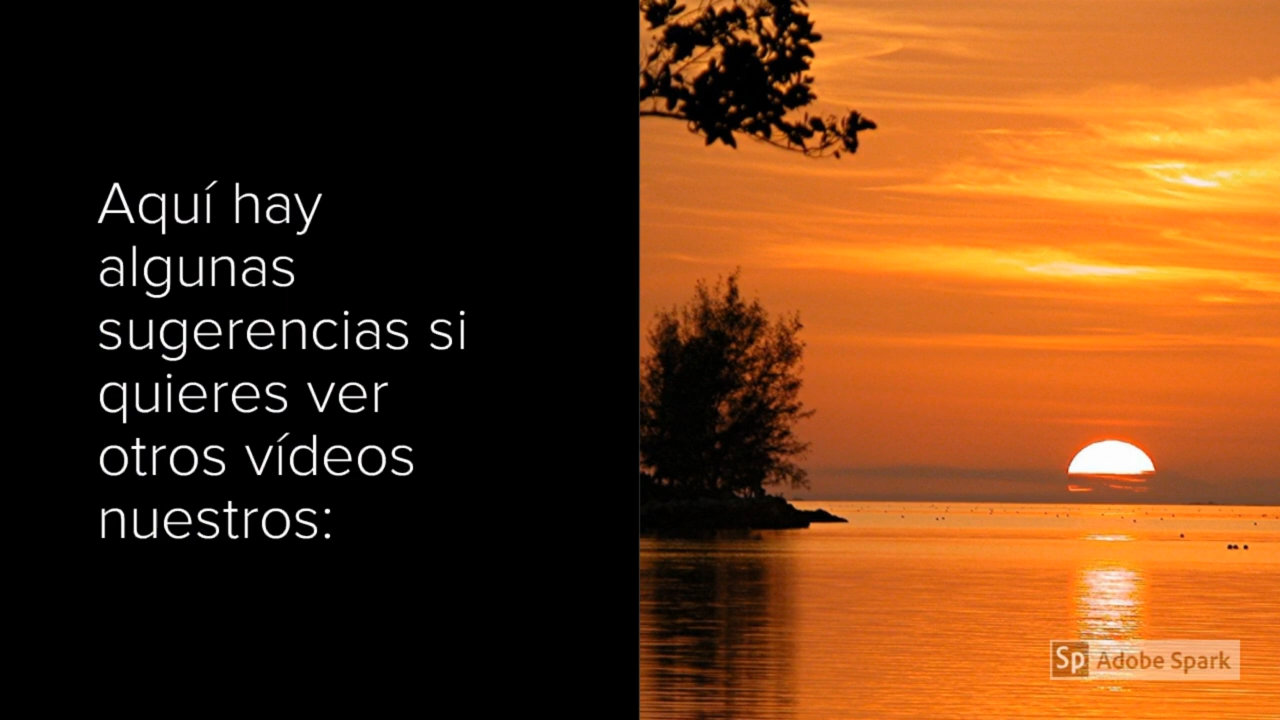 Aquí hay
algunas
sugerencias si
quieres ver
otros vídeos
nuestros:
Sp Adobe Spark